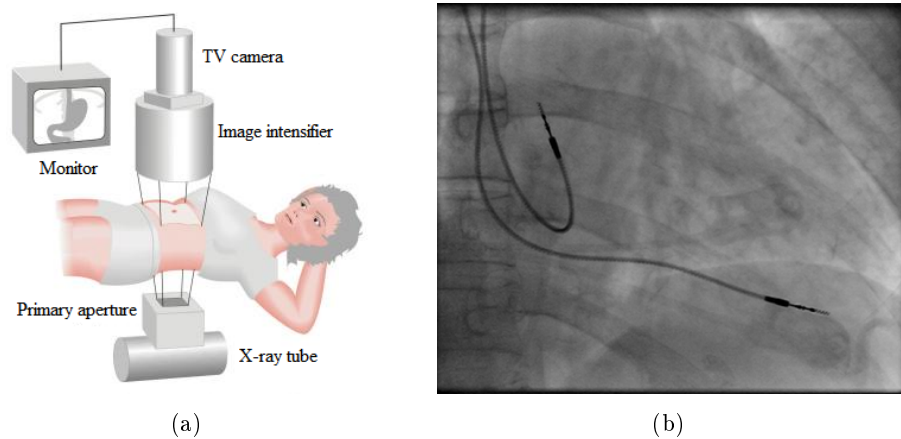 TV camera
Image intensifier
Monitor
Primary aperture
X-ray tube
(a)
(b)